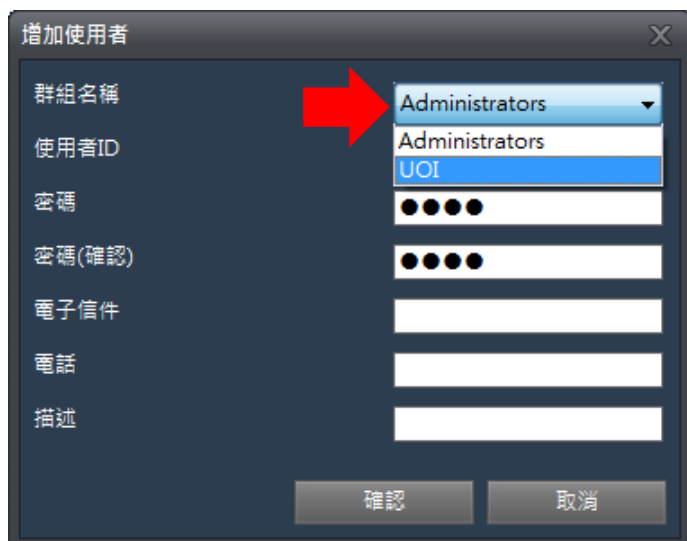 增加使用者
群組名稱
Administrators
Administrators
使用者ID
UOI
密碼
●●●●
密碼(確認)
●●●●
電子信件
電話
描述
確認
取消